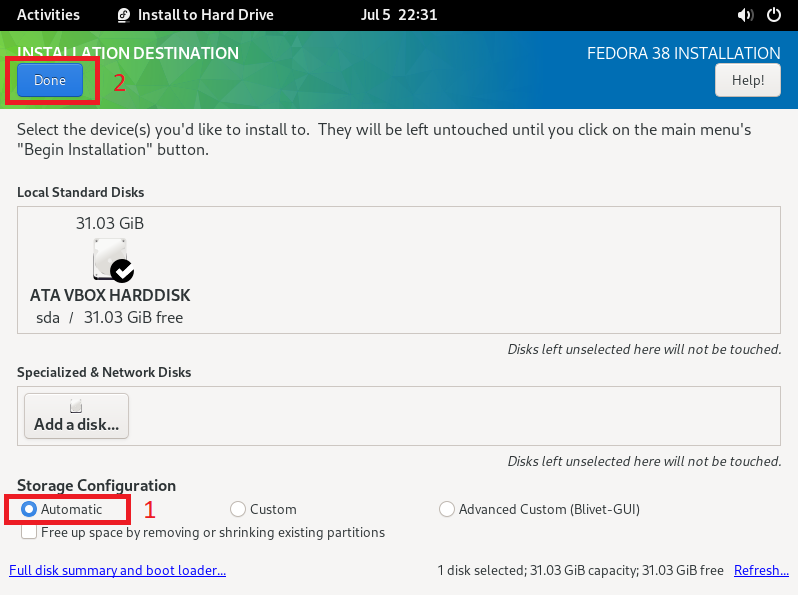 Activities Install to Hard Drive Jul 5 22:31
INSTALLATION DESTINATION FEDORA 38 INSTALLATION
Done 2 Help!
Select the device(s) you'd like to install to. They will be left untouched until you click on the main menu's
"Begin Installation" button.
Local Standard Disks
31.03 GiB
ATA VBOX HARDDISK
sda / 31.03 GiB free
Disks left unselected here will not be touched.
Specialized & Network Disks
Add a disk...
Disks left unselected here will not be touched.
Storage Configuration
Automatic 1 Custom Advanced Custom (Blivet-GUI)
Free up space by removing or shrinking existing partitions
Full disk summary and boot loader... 1 disk selected; 31.03 GiB capacity; 31.03 GiB free Refresh...